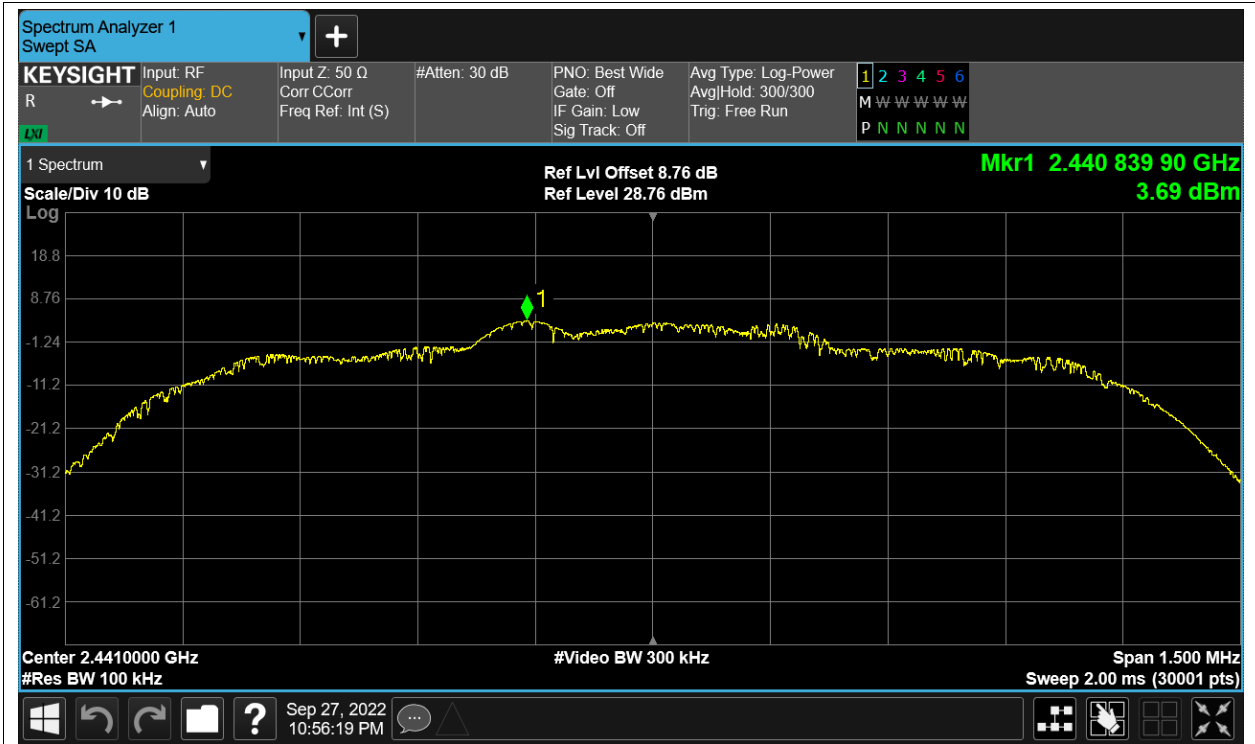 Spectrum Analyzer 1
Swept SA
+
KEYSIGHT
R
LXI
Input: RF
Coupling: DC
Align: Auto
Input Z: 50 Ω
Corr CCorr
Freq Ref: Int (S)
#Atten: 30 dB
PNO: Best Wide
Gate: Off
IF Gain: Low
Sig Track: Off
Avg Type: Log-Power
Avg|Hold: 300/300
Trig: Free Run
1 2 3 4 5 6
M W W W W W
P N N N N N
1 Spectrum
Scale/Div 10 dB
Log
Ref Lvl Offset 8.76 dB
Ref Level 28.76 dBm
Mkr1 2.440 839 90 GHz
3.69 dBm
18.8
8.76
1
-1.24
-11.2
-21.2
-31.2
-41.2
-51.2
-61.2
Center 2.4410000 GHz
#Video BW 300 kHz
Span 1.500 MHz
#Res BW 100 kHz
Sweep 2.00 ms (30001 pts)
?
Sep 27, 2022
10:56:19 PM